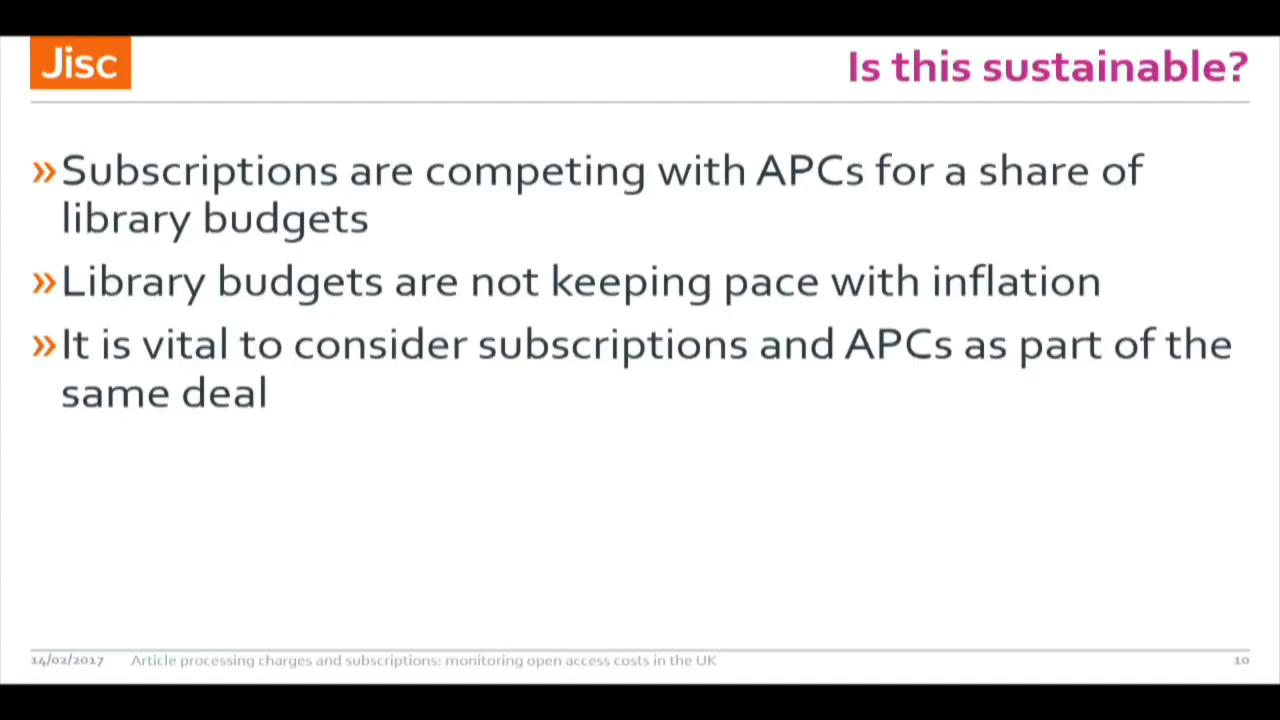 Jisc
Is this sustainable?
»Subscriptions are competing with APCs for a share of
library budgets
»Library budgets are not keeping pace with inflation
»It is vital to consider subscriptions and APCs as part of the
same deal
14/02/2017 Article processing charges and subscriptions: monitoring open access costs in the UK 10